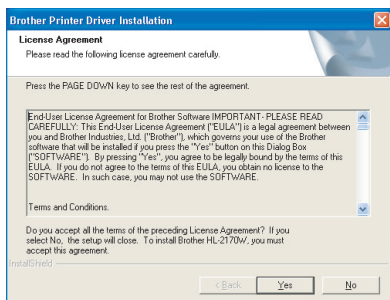 Brother Printer Driver Installation
License Agreement
Please read the following license agreement carefully.
Press the PAGE DOWN key to see the rest of the agreement.
End-User License Agreement for Brother Software IMPORTANT- PLEASE READ
CAREFULLY: This End-User License Agreement ("EULA") is a legal agreement between
you and Brother Industries, Ltd. ("Brother"), which governs your use of the Brother
software that will be installed if you press the "Yes" button on this Dialog Box
("SOFTWARE"). By pressing "Yes", you agree to be legally bound by the terms of this
EULA. If you do not agree to the terms of this EULA, you obtain no license to the
SOFTWARE. In such case, you may not use the SOFTWARE.
Terms and Conditions.
Do you accept all the terms of the preceding License Agreement? If you
select No, the setup will close. To install Brother HL-2170W, you must
accept this agreement.
InstallShield
< Back
Yes
No